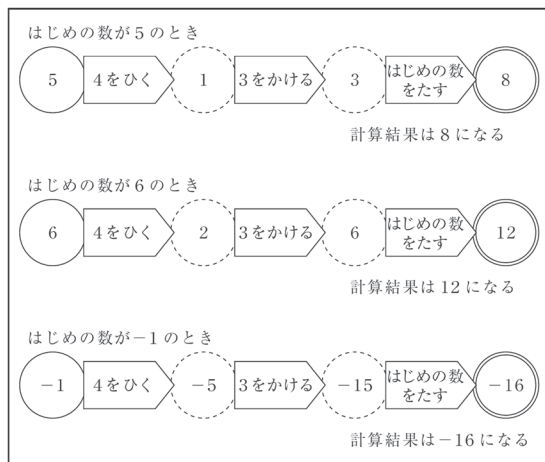 はじめの数が5のとき
5 4をひく 1 3をかける 3 はじめの数をたす 8
計算結果は8になる
はじめの数が6のとき
6 4をひく 2 3をかける 6 はじめの数をたす 12
計算結果は12になる
はじめの数が−1のとき
−1 4をひく −5 3をかける −15 はじめの数をたす −16
計算結果は−16になる